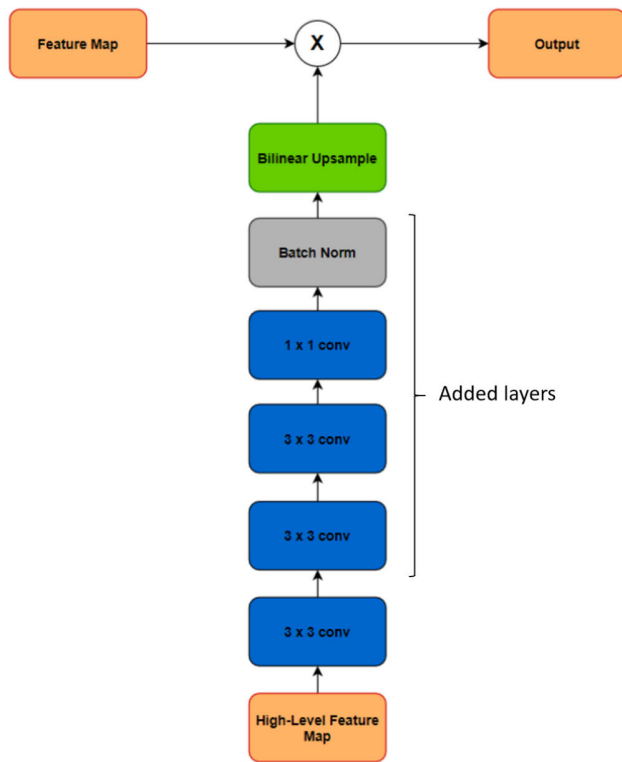 Feature Map
X
Output
Bilinear Upsample
Batch Norm
1 x 1 conv
Added layers
3 x 3 conv
3 x 3 conv
3 x 3 conv
High-Level Feature
Map